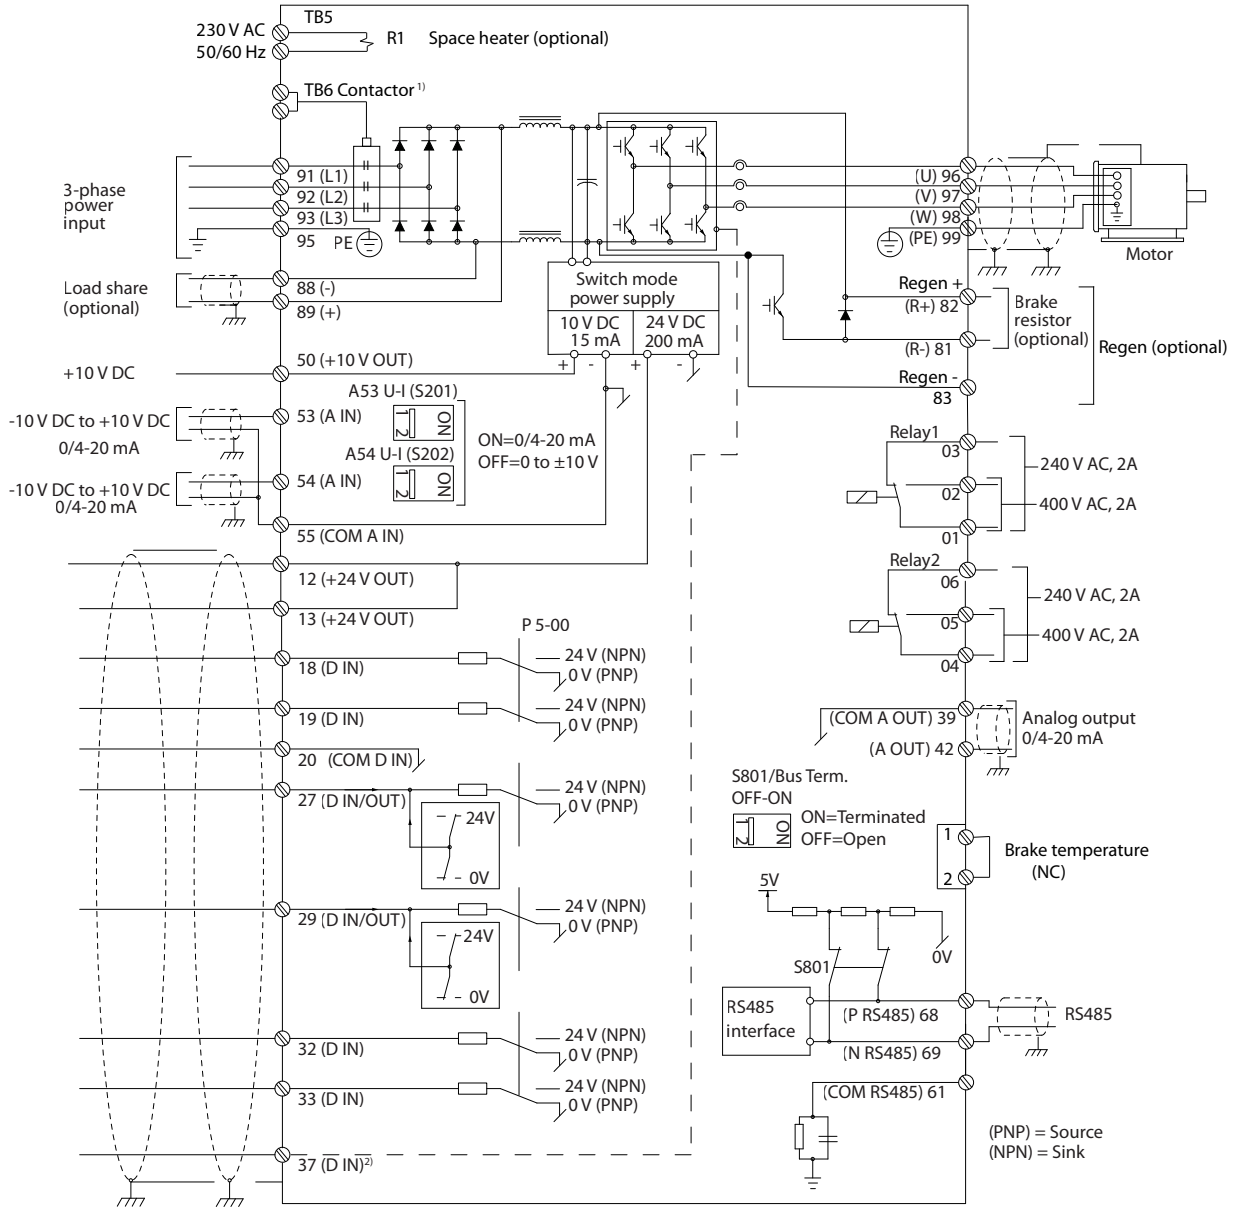 TB5
230 V AC
50/60 Hz
R1
Space heater (optional)
TB6 Contactor 1)
3-phase
power
input
91 (L1)
92 (L2)
93 (L3)
95
PE
(U) 96
(V) 97
(W) 98
(PE) 99
Motor
Load share
(optional)
88 (-)
89 (+)
Switch mode
power supply
10 V DC
15 mA
24 V DC
200 mA
+
-
+
-
Regen +
(R+) 82
Brake
resistor
(optional)
(R-) 81
Regen -
83
Regen (optional)
+10 V DC
50 (+10 V OUT)
A53 U-I (S201)
1 2
ON
A54 U-I (S202)
1 2
ON
ON=0/4-20 mA
OFF=0 to ±10 V
-10 V DC to +10 V DC
0/4-20 mA
53 (A IN)
-10 V DC to +10 V DC
0/4-20 mA
54 (A IN)
55 (COM A IN)
12 (+24 V OUT)
13 (+24 V OUT)
Relay1
03
02
01
240 V AC, 2A
400 V AC, 2A
Relay2
06
05
04
240 V AC, 2A
400 V AC, 2A
P 5-00
18 (D IN)
24 V (NPN)
0 V (PNP)
19 (D IN)
24 V (NPN)
0 V (PNP)
20 (COM D IN)
27 (D IN/OUT)
24 V (NPN)
0 V (PNP)
24V
0V
29 (D IN/OUT)
24 V (NPN)
0 V (PNP)
24V
0V
32 (D IN)
24 V (NPN)
0 V (PNP)
33 (D IN)
24 V (NPN)
0 V (PNP)
37 (D IN) 2)
(COM A OUT) 39
(A OUT) 42
Analog output
0/4-20 mA
S801/Bus Term.
OFF-ON
1 2
ON
ON=Terminated
OFF=Open
1
2
Brake temperature
(NC)
5V
0V
S801
RS485
interface
(P RS485) 68
(N RS485) 69
RS485
(COM RS485) 61
(PNP) = Source
(NPN) = Sink